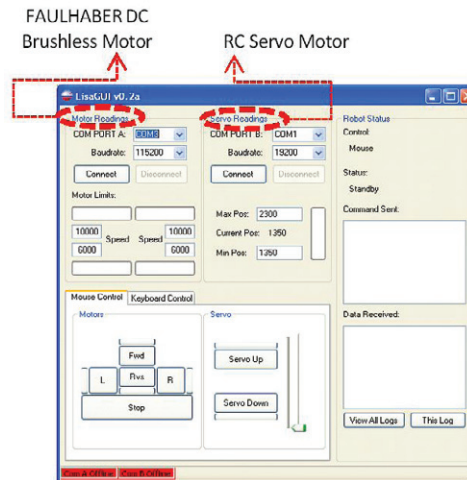 FAULHABER DC
Brushless Motor
RC Servo Motor
LisaGUI v0.2a
Motor Readings
COM PORT A: COM8
Baudrate: 115200
Connect Disconnect
Motor Limits:
10000 Speed Speed 10000
6000 6000
Servo Readings
COM PORT B: COM1
Baudrate: 19200
Connect Disconnect
Max Pos: 2300
Current Pos: 1350
Min Pos: 1350
Robot Status
Control:
Mouse
Status:
Standby
Command Sent:
Data Received:
View All Logs This Log
Mouse Control Keyboard Control
Motors
Fwd
L Rvs R
Stop
Servo
Servo Up
Servo Down
Com A Offline Com B Offline